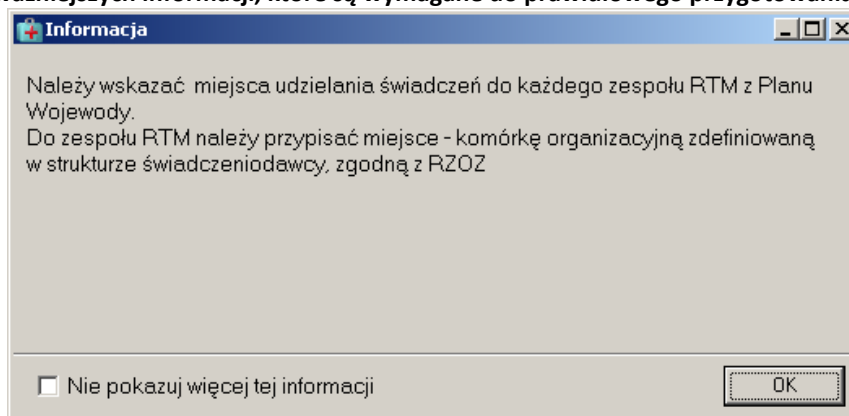 ważniejszych informacji, które są wymagane do prawidłowego przygotowania
Informacja
Należy wskazać miejsca udzielania świadczeń do każdego zespołu RTM z Planu
Wojewody.
Do zespołu RTM należy przypisać miejsce - komórkę organizacyjną zdefiniowaną
w strukturze świadczeniodawcy, zgodną z RZOZ
Nie pokazuj więcej tej informacji
OK